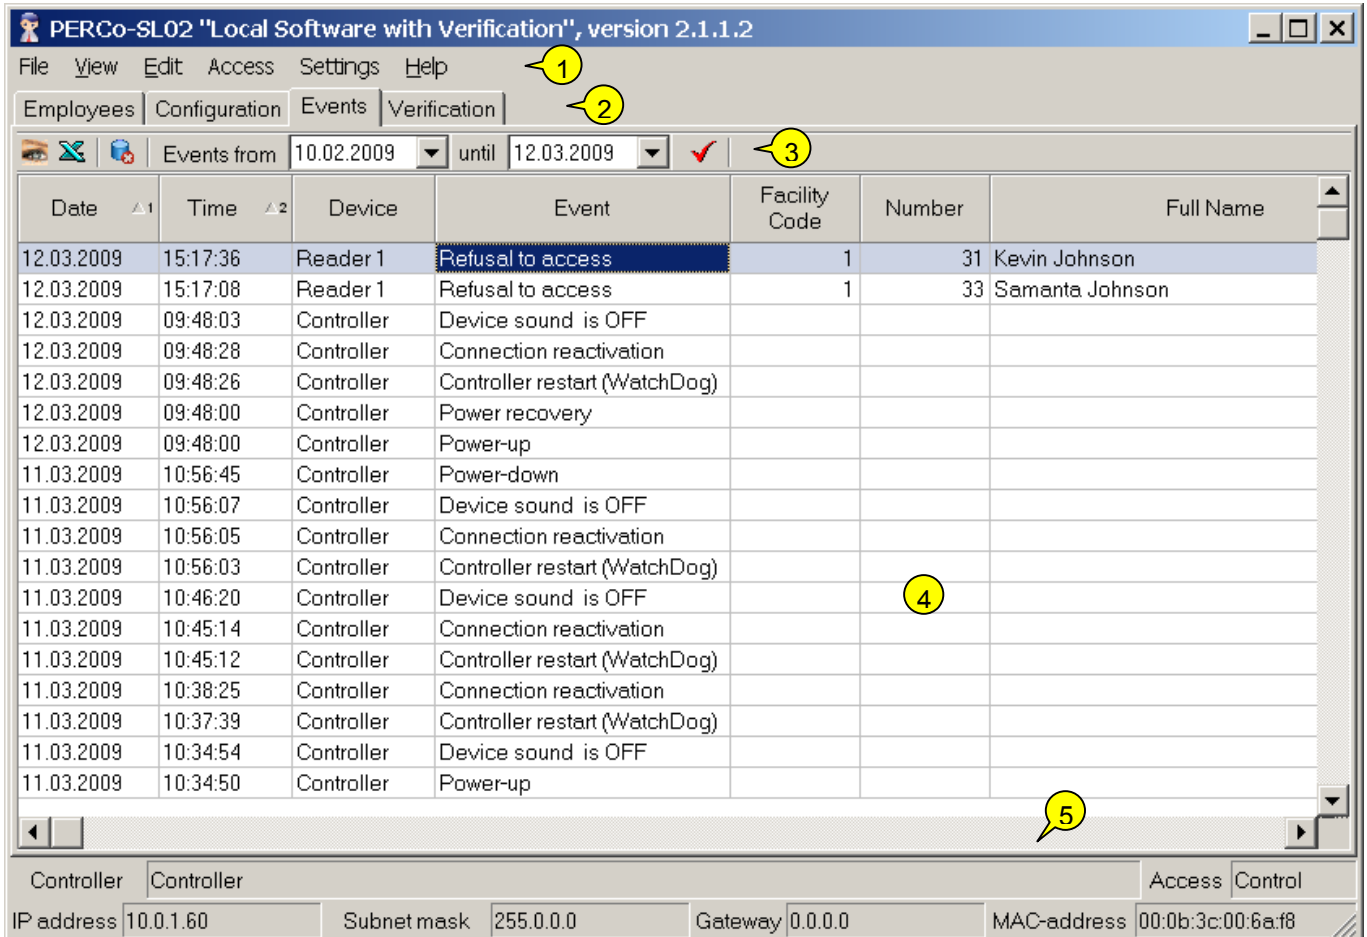 PERCo-SL02 "Local Software with Verification", version 2.1.1.2
File View Edit Access Settings Help 1
Employees Configuration Events Verification 2
Events from 10.02.2009 until 12.03.2009 3
Date 1 Time 2 Device Event Facility Code Number Full Name
12.03.2009 15:17:36 Reader 1 Refusal to access 1 31 Kevin Johnson
12.03.2009 15:17:08 Reader 1 Refusal to access 1 33 Samanta Johnson
12.03.2009 09:48:03 Controller Device sound is OFF
12.03.2009 09:48:28 Controller Connection reactivation
12.03.2009 09:48:26 Controller Controller restart (WatchDog)
12.03.2009 09:48:00 Controller Power recovery
12.03.2009 09:48:00 Controller Power-up
11.03.2009 10:56:45 Controller Power-down
11.03.2009 10:56:07 Controller Device sound is OFF
11.03.2009 10:56:05 Controller Connection reactivation
11.03.2009 10:56:03 Controller Controller restart (WatchDog)
11.03.2009 10:46:20 Controller Device sound is OFF 4
11.03.2009 10:45:14 Controller Connection reactivation
11.03.2009 10:45:12 Controller Controller restart (WatchDog)
11.03.2009 10:38:25 Controller Connection reactivation
11.03.2009 10:37:39 Controller Controller restart (WatchDog)
11.03.2009 10:34:54 Controller Device sound is OFF
11.03.2009 10:34:50 Controller Power-up
5
Controller Controller Access Control
IP address 10.0.1.60 Subnet mask 255.0.0.0 Gateway 0.0.0.0 MAC-address 00:0b:3c:00:6a:f8